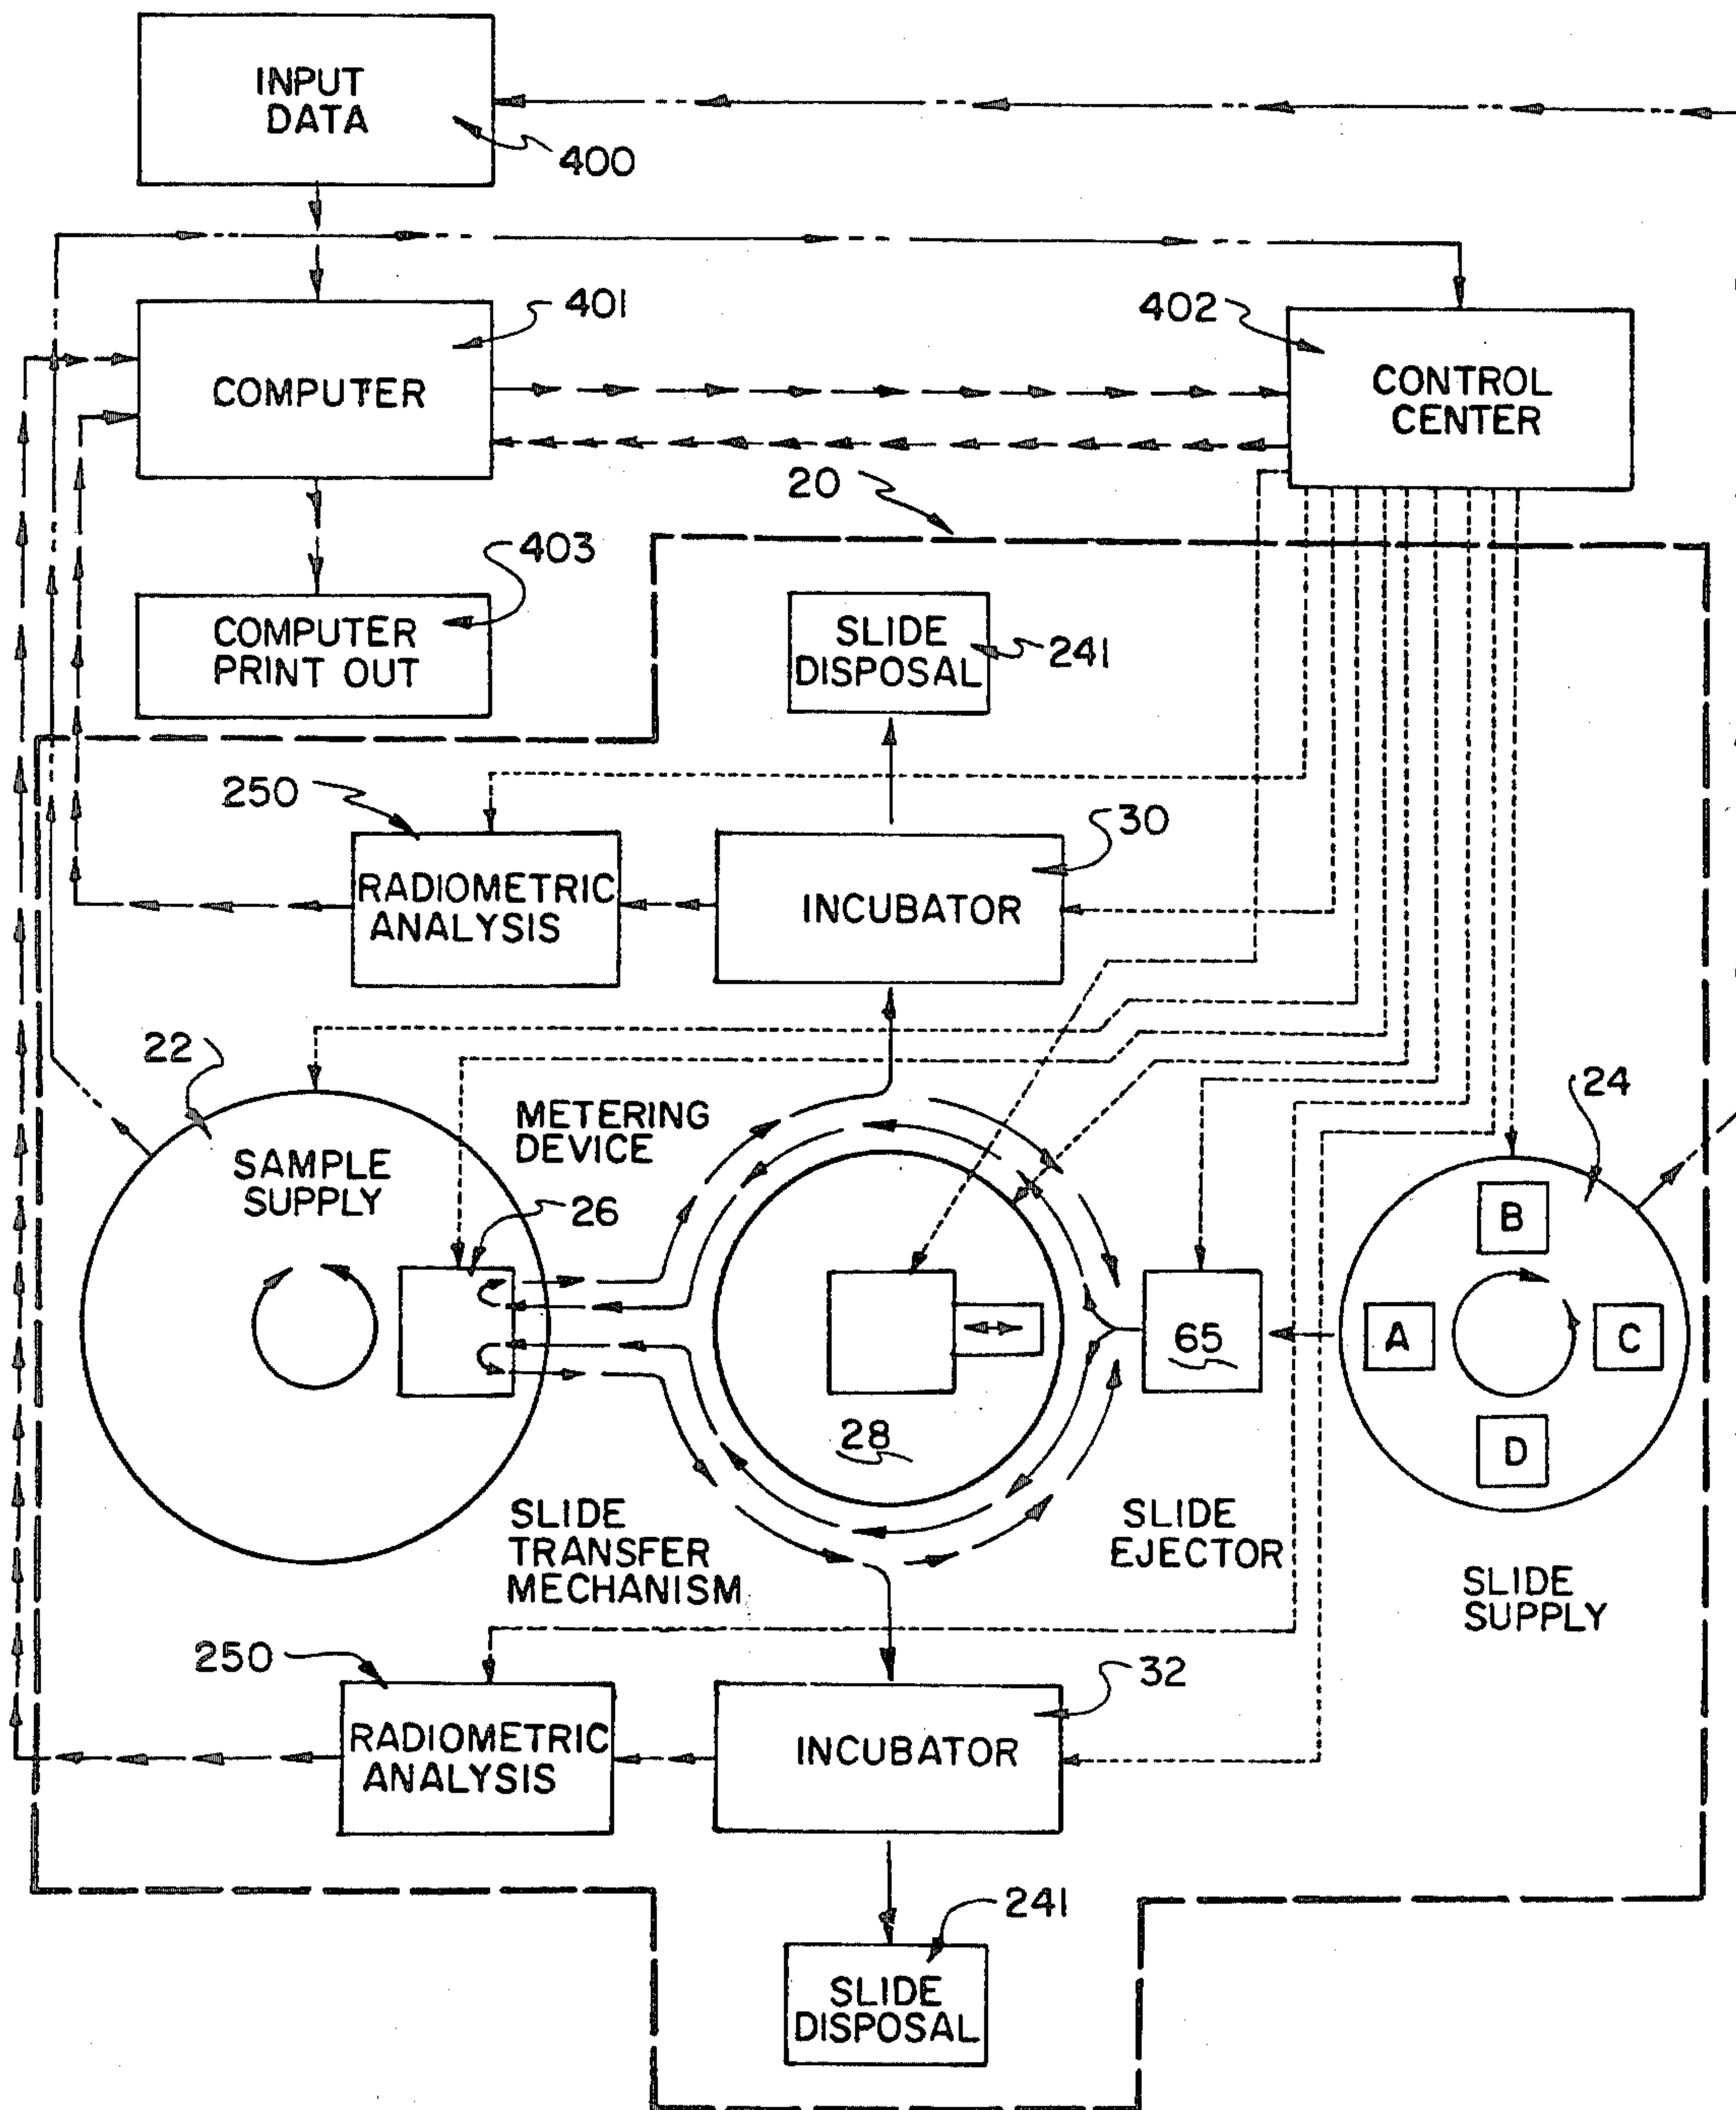 INPUT
DATA
400
401
402
COMPUTER
CONTROL
CENTER
20
403
COMPUTER
PRINT OUT
SLIDE
DISPOSAL
241
250
30
RADIOMETRIC
ANALYSIS
INCUBATOR
22
24
METERING
DEVICE
SAMPLE
SUPPLY
26
B
A
C
D
65
28
SLIDE
TRANSFER
MECHANISM
SLIDE
EJECTOR
SLIDE
SUPPLY
250
32
RADIOMETRIC
ANALYSIS
INCUBATOR
241
SLIDE
DISPOSAL